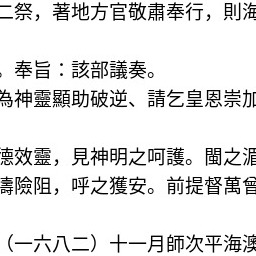 二祭，著地方官敬肅奉行，則海
。奉旨：該部議奏。
為神靈顯助破逆、請乞皇恩崇加
德效靈，見神明之呵護。閩之湄
濤險阻，呼之獲安。前提督萬曾
（一六八二）十一月師次平海澳